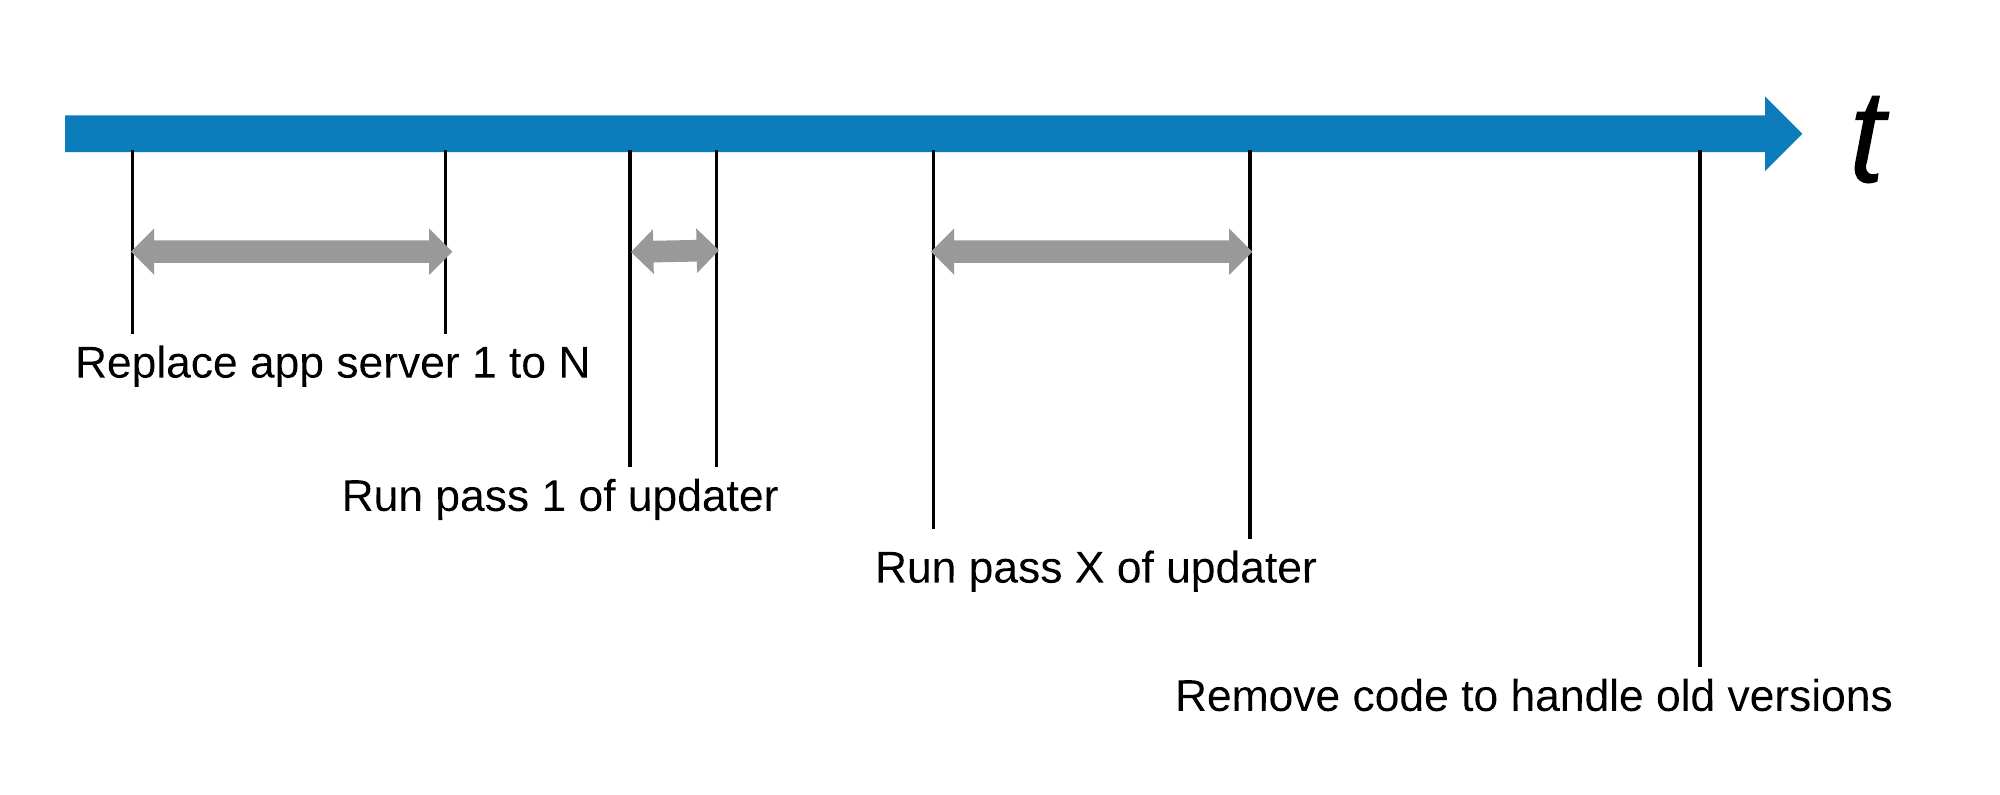 t
Replace app server 1 to N
Run pass 1 of updater
Run pass X of updater
Remove code to handle old versions